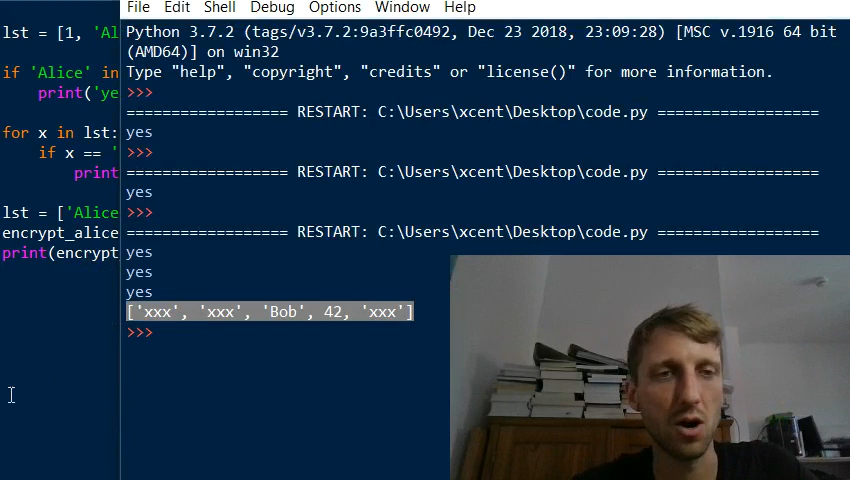 File Edit Shell Debug Options Window Help
Python 3.7.2 (tags/v3.7.2:9a3ffc0492, Dec 23 2018, 23:09:28) [MSC v.1916 64 bit
(AMD64)] on win32
Type "help", "copyright", "credits" or "license()" for more information.
>>>
================== RESTART: C:\Users\xcent\Desktop\code.py ==================
yes
>>>
================== RESTART: C:\Users\xcent\Desktop\code.py ==================
yes
>>>
================== RESTART: C:\Users\xcent\Desktop\code.py ==================
yes
yes
yes
['xxx', 'xxx', 'Bob', 42, 'xxx']
>>>
lst = [1, 'Al
if 'Alice' in
print('ye
for x in lst:
if x == '
print
lst = ['Alice
encrypt_alice
print(encrypt